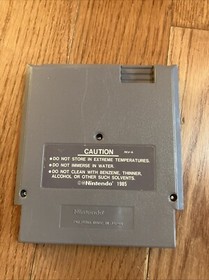 CAUTION
REV-A
•DO NOT STORE IN EXTREME TEMPERATURES.
•DO NOT IMMERSE IN WATER.
•DO NOT CLEAN WITH BENZENE, THINNER,
ALCOHOL OR OTHER SUCH SOLVENTS.
©®Nintendo® 1985
Nintendo